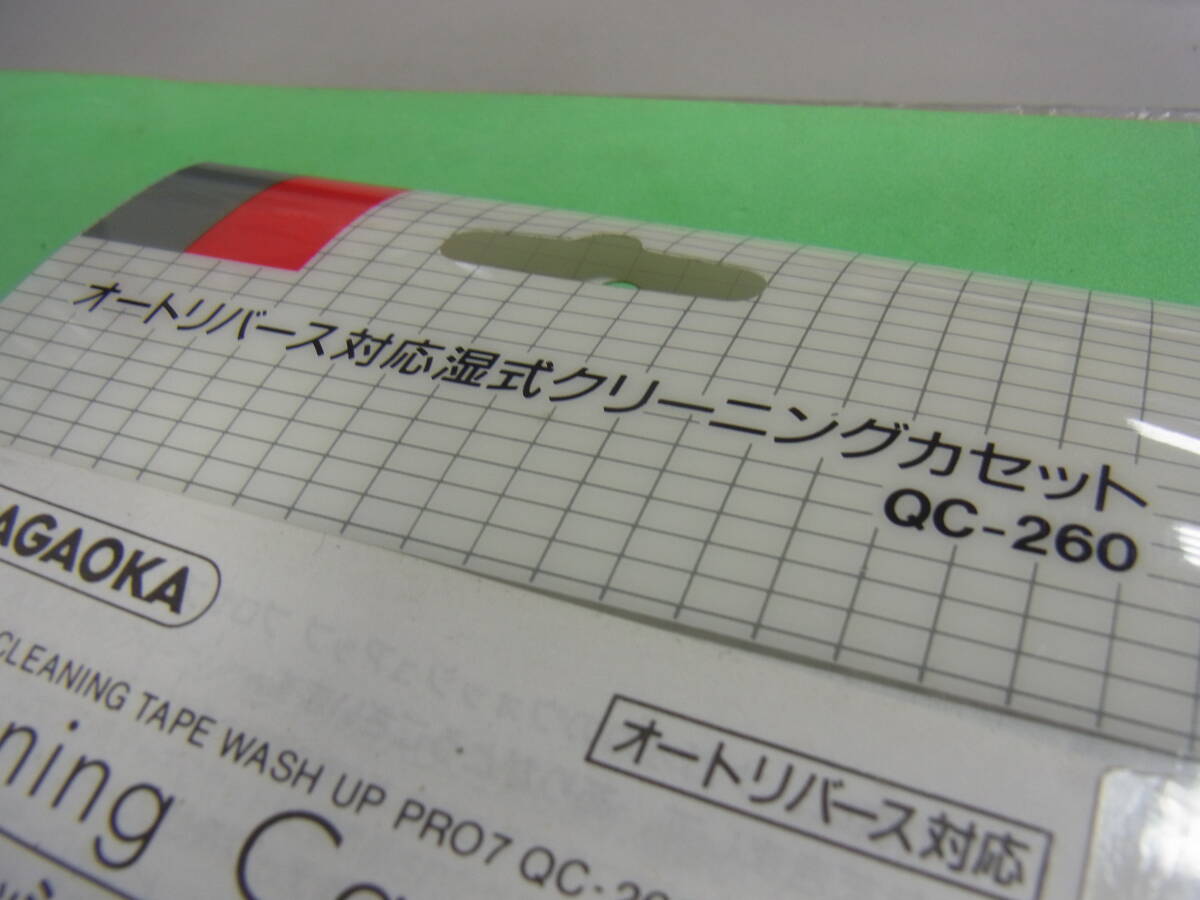 オートリバース対応湿式クリーニングカセット
QC-260
AGAOKA
CLEANING TAPE WASH UP PRO7 QC-26
オートリバース対応
ning Ca